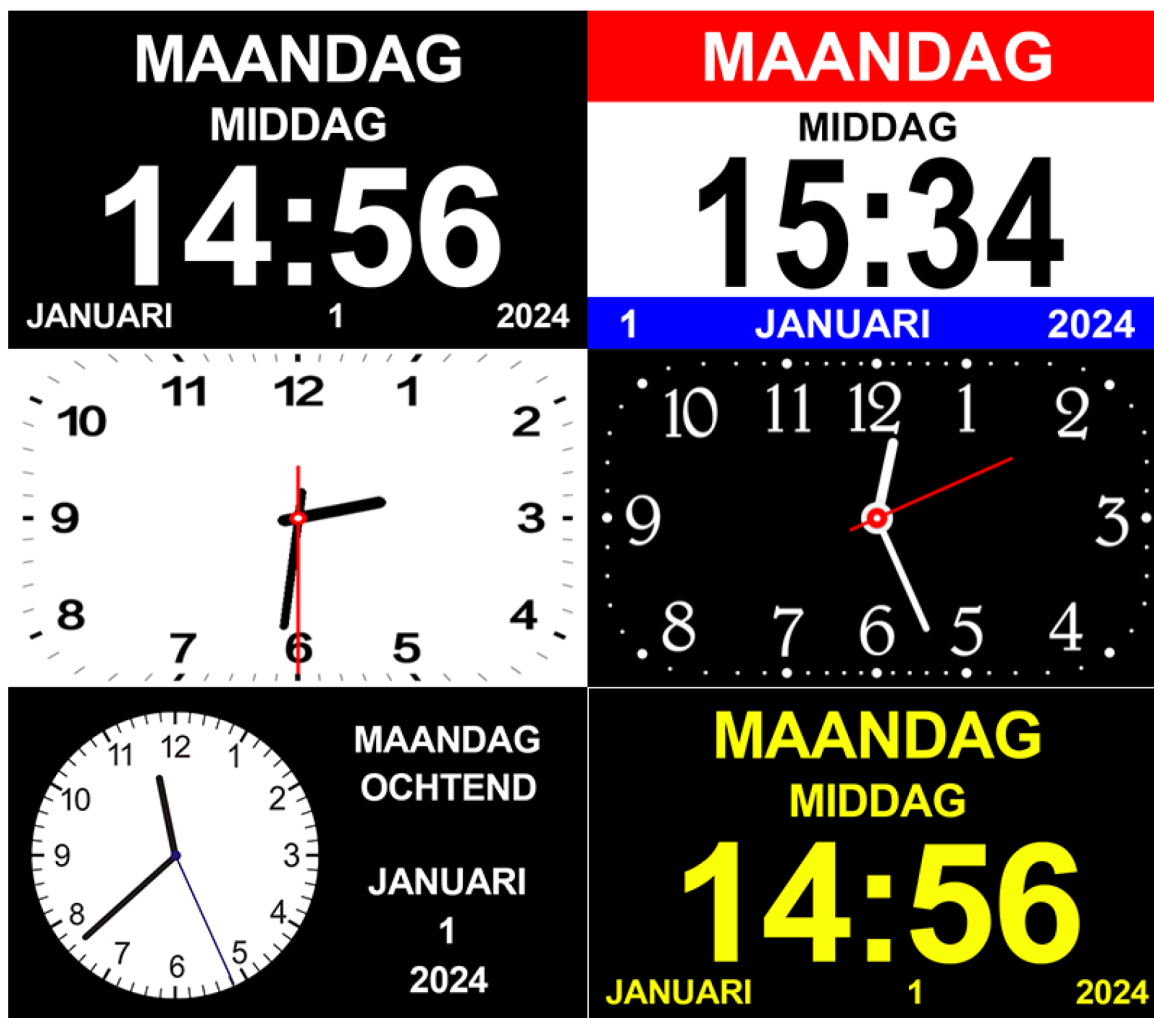 MAANDAG
MIDDAG
14:56
JANUARI 1 2024
MAANDAG
MIDDAG
15:34
1 JANUARI 2024
11 12 1
10 2
9 3
8 4
7 6 5
10 11 12 1 2
9 3
8 7 6 5 4
11 12 1
10 2
9 3
8 4
7 6 5
MAANDAG
OCHTEND
JANUARI
1
2024
MAANDAG
MIDDAG
14:56
JANUARI 1 2024